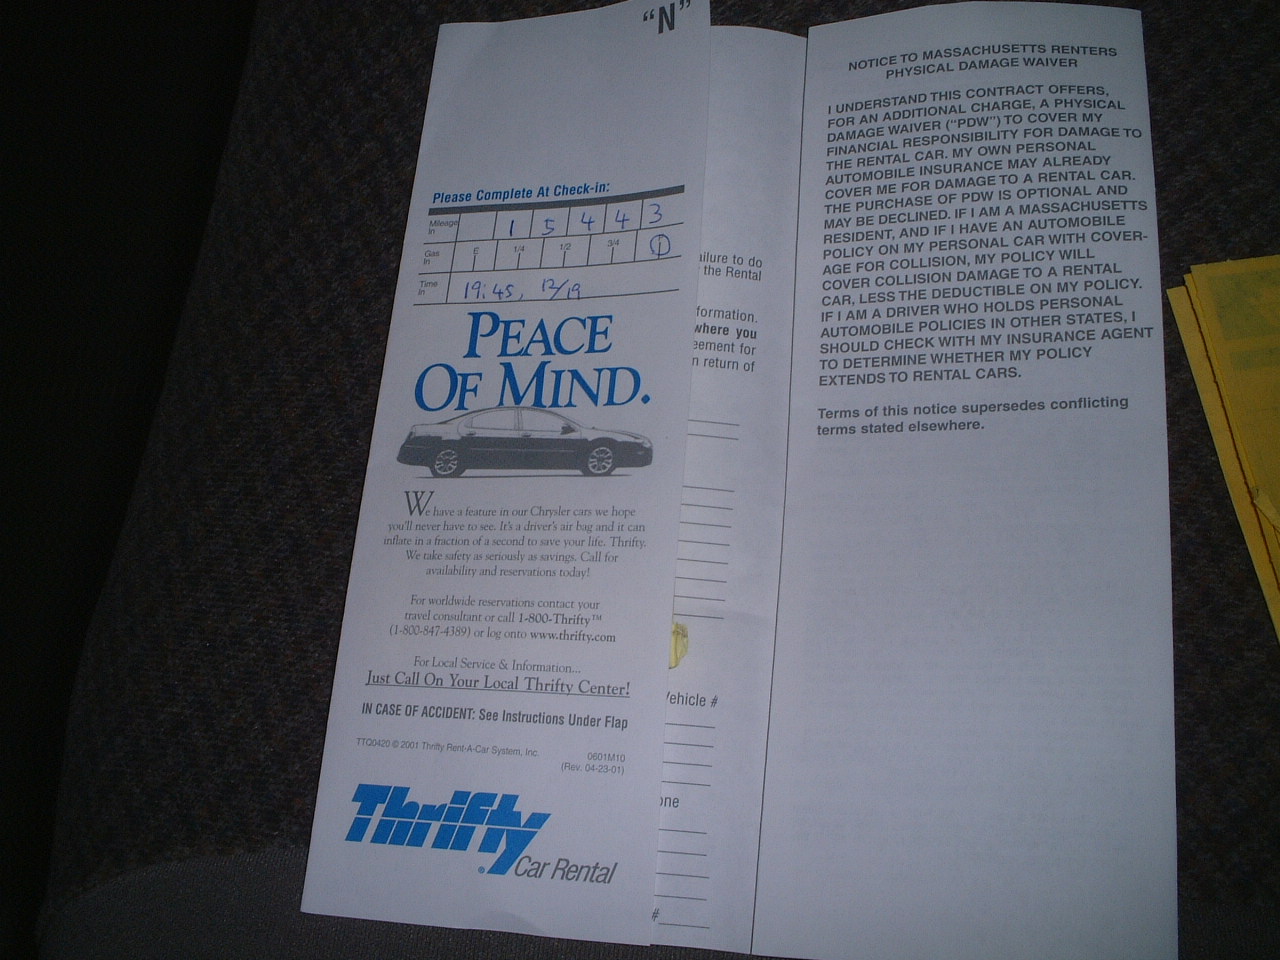 "N"
Please Complete At Check-in:
Mileage In 1 5 4 4 3
Gas In E 1/4 1/2 3/4
Time In 19:45, 12/19
PEACE
OF MIND.
We have a feature in our Chrysler cars we hope
you'll never have to see. It's a driver's air bag and it can
inflate in a fraction of a second to save your life. Thrifty.
We take safety as seriously as savings. Call for
availability and reservations today!
For worldwide reservations contact your
travel consultant or call 1-800-Thrifty™
(1-800-847-4389) or log onto www.thrifty.com
For Local Service & Information...
Just Call On Your Local Thrifty Center!
IN CASE OF ACCIDENT: See Instructions Under Flap
TTQ0420 © 2001 Thrifty Rent-A-Car System, Inc.
0601M10
(Rev. 04-23-01)
Thrifty
Car Rental
ailure to do
the Rental
formation.
where you
eement for
n return of
Vehicle #
one
#
NOTICE TO MASSACHUSETTS RENTERS
PHYSICAL DAMAGE WAIVER
I UNDERSTAND THIS CONTRACT OFFERS,
FOR AN ADDITIONAL CHARGE, A PHYSICAL
DAMAGE WAIVER ("PDW") TO COVER MY
FINANCIAL RESPONSIBILITY FOR DAMAGE TO
THE RENTAL CAR. MY OWN PERSONAL
AUTOMOBILE INSURANCE MAY ALREADY
COVER ME FOR DAMAGE TO A RENTAL CAR.
THE PURCHASE OF PDW IS OPTIONAL AND
MAY BE DECLINED. IF I AM A MASSACHUSETTS
RESIDENT, AND IF I HAVE AN AUTOMOBILE
POLICY ON MY PERSONAL CAR WITH COVER-
AGE FOR COLLISION, MY POLICY WILL
COVER COLLISION DAMAGE TO A RENTAL
CAR, LESS THE DEDUCTIBLE ON MY POLICY.
IF I AM A DRIVER WHO HOLDS PERSONAL
AUTOMOBILE POLICIES IN OTHER STATES, I
SHOULD CHECK WITH MY INSURANCE AGENT
TO DETERMINE WHETHER MY POLICY
EXTENDS TO RENTAL CARS.
Terms of this notice supersedes conflicting
terms stated elsewhere.